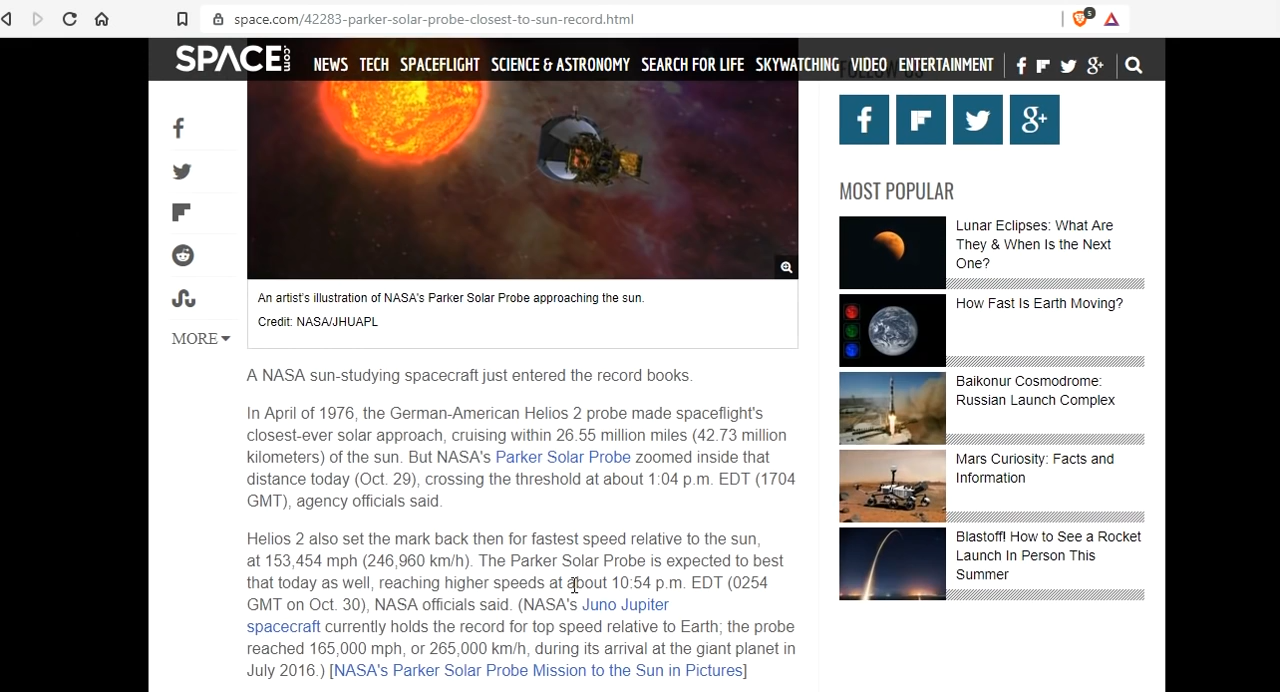 space.com/42283-parker-solar-probe-closest-to-sun-record.html
5
SPACE.com
NEWS TECH SPACEFLIGHT SCIENCE & ASTRONOMY SEARCH FOR LIFE SKYWATCHING VIDEO ENTERTAINMENT
FOLLOW US
MORE
An artist's illustration of NASA's Parker Solar Probe approaching the sun.
Credit: NASA/JHUAPL
A NASA sun-studying spacecraft just entered the record books.
In April of 1976, the German-American Helios 2 probe made spaceflight's
closest-ever solar approach, cruising within 26.55 million miles (42.73 million
kilometers) of the sun. But NASA's Parker Solar Probe zoomed inside that
distance today (Oct. 29), crossing the threshold at about 1:04 p.m. EDT (1704
GMT), agency officials said.
Helios 2 also set the mark back then for fastest speed relative to the sun,
at 153,454 mph (246,960 km/h). The Parker Solar Probe is expected to best
that today as well, reaching higher speeds at about 10:54 p.m. EDT (0254
GMT on Oct. 30), NASA officials said. (NASA's Juno Jupiter
spacecraft currently holds the record for top speed relative to Earth; the probe
reached 165,000 mph, or 265,000 km/h, during its arrival at the giant planet in
July 2016.) [NASA's Parker Solar Probe Mission to the Sun in Pictures]
MOST POPULAR
Lunar Eclipses: What Are
They & When Is the Next
One?
How Fast Is Earth Moving?
Baikonur Cosmodrome:
Russian Launch Complex
Mars Curiosity: Facts and
Information
Blastoff! How to See a Rocket
Launch In Person This
Summer